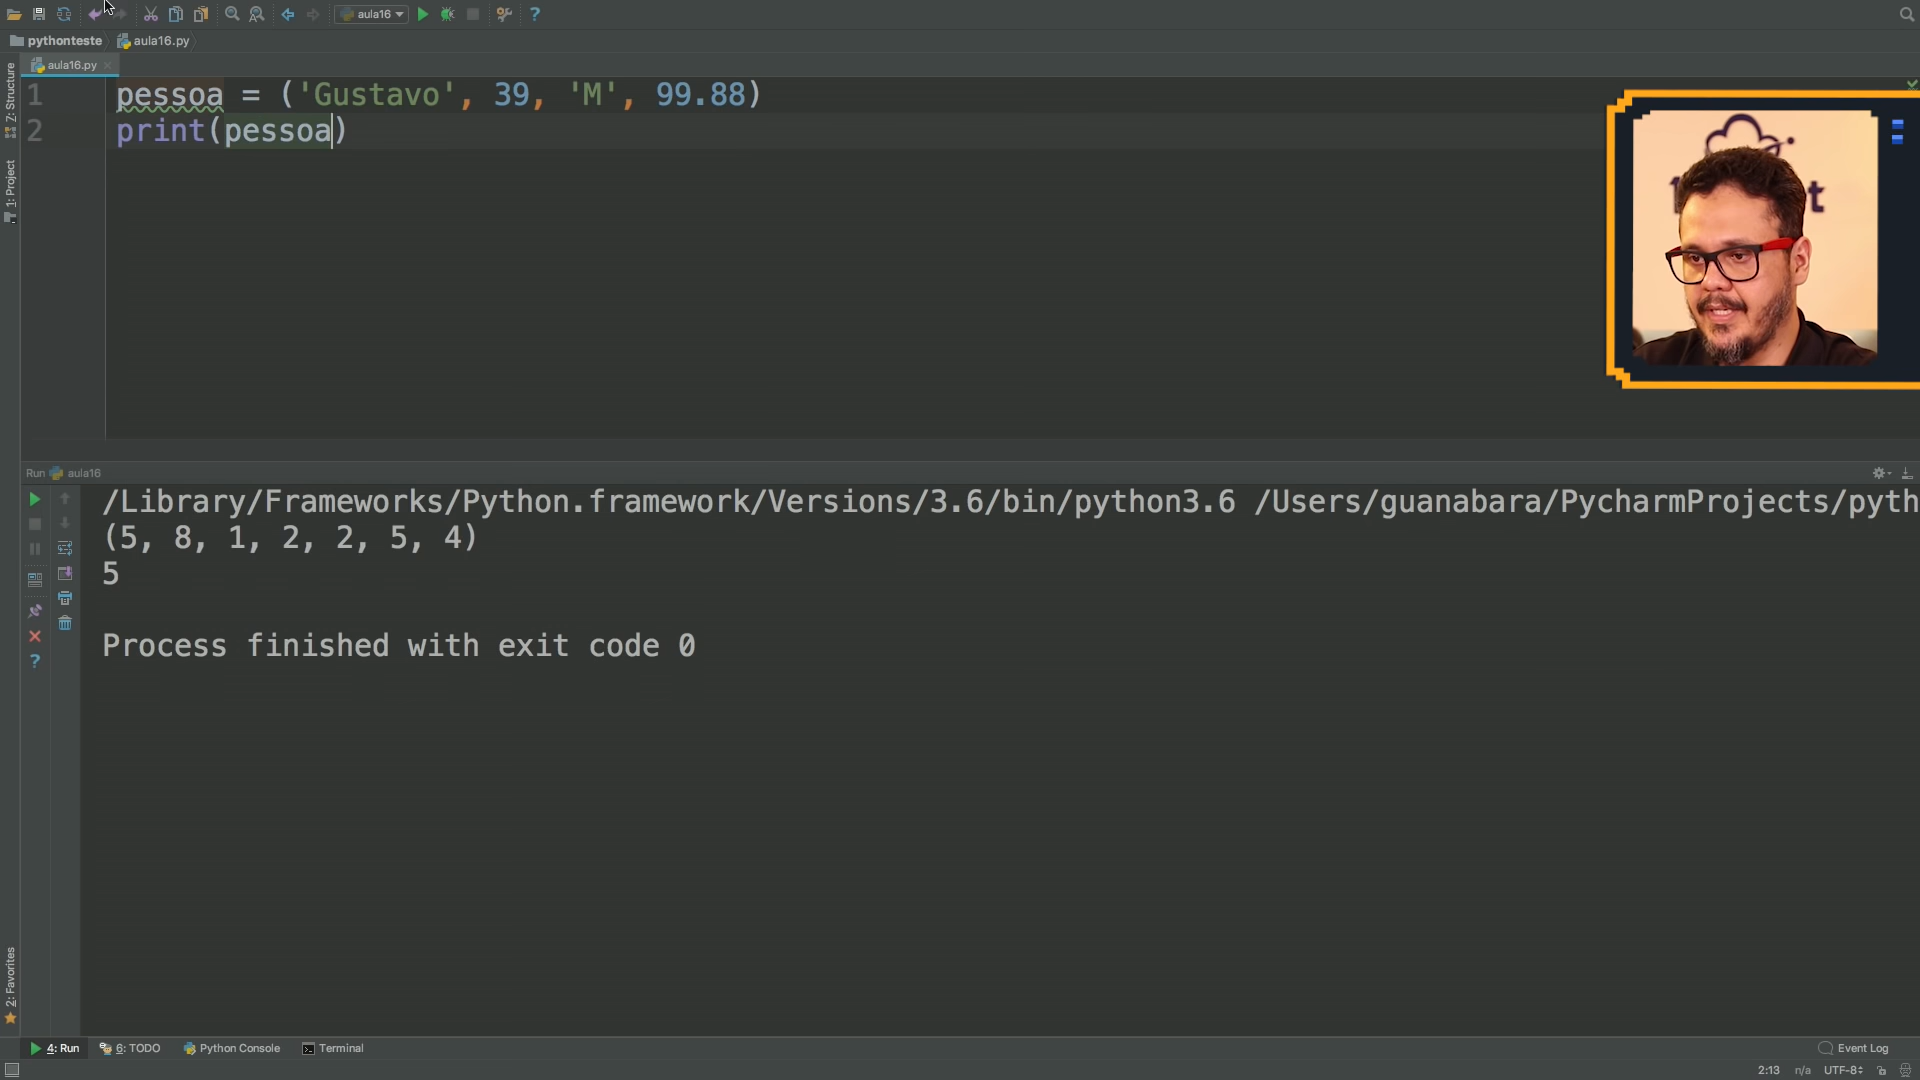 aula16
pythonteste
aula16.py
aula16.py
Z: Structure
1: Project
2: Favorites
1 pessoa = ('Gustavo', 39, 'M', 99.88)
2 print(pessoa)
t
Run aula16
/Library/Frameworks/Python.framework/Versions/3.6/bin/python3.6 /Users/guanabara/PycharmProjects/pyth
(5, 8, 1, 2, 2, 5, 4)
5
Process finished with exit code 0
4: Run 6: TODO Python Console Terminal Event Log
2:13 n/a UTF-8